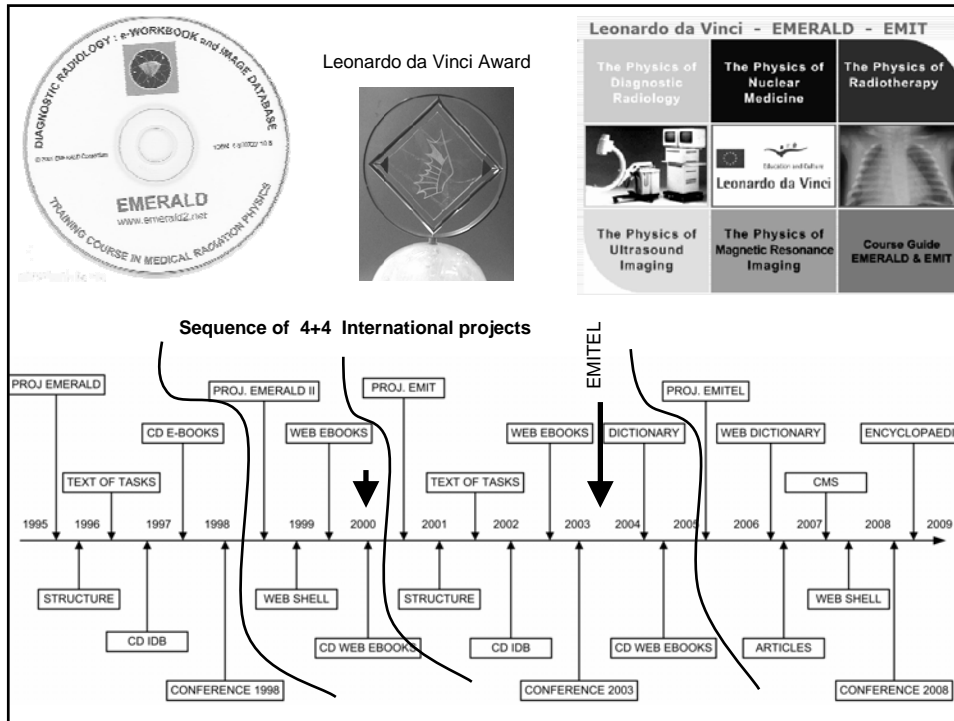 DIAGNOSTIC RADIOLOGY : e-WORKBOOK and IMAGE DATABASE
EMERALD
www.emerald2.net
TRAINING COURSE IN MEDICAL RADIATION PHYSICS
Leonardo da Vinci Award
Leonardo da Vinci - EMERALD - EMIT
The Physics of
Diagnostic
Radiology
The Physics of
Nuclear
Medicine
The Physics of
Radiotherapy
Education and Culture
Leonardo da Vinci
The Physics of
Ultrasound
Imaging
The Physics of
Magnetic Resonance
Imaging
Course Guide
EMERALD & EMIT
Sequence of 4+4 International projects
EMITEL
PROJ EMERALD
PROJ. EMERALD II
PROJ. EMIT
PROJ. EMITEL
CD E-BOOKS
WEB EBOOKS
WEB EBOOKS
DICTIONARY
WEB DICTIONARY
ENCYCLOPAEDI
TEXT OF TASKS
TEXT OF TASKS
CMS
1995 1996 1997 1998 1999 2000 2001 2002 2003 2004 2005 2006 2007 2008 2009
STRUCTURE
WEB SHELL
STRUCTURE
WEB SHELL
CD IDB
CD WEB EBOOKS
CD IDB
CD WEB EBOOKS
ARTICLES
CONFERENCE 1998
CONFERENCE 2003
CONFERENCE 2008